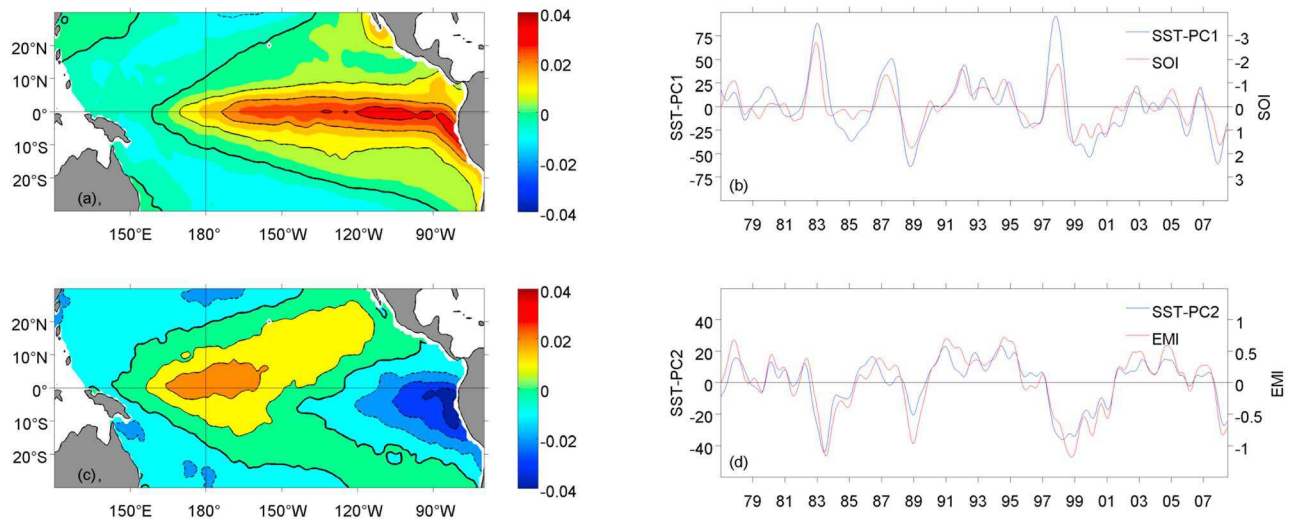 20°N
10°N
0°
10°S
20°S
(a)
150°E 180° 150°W 120°W 90°W
0.04
0.02
0
-0.02
-0.04
SST-PC1
75
50
25
0
-25
-50
-75
SST-PC1
SOI
(b)
-3
-2
-1
0
1
2
3
SOI
79 81 83 85 87 89 91 93 95 97 99 01 03 05 07
20°N
10°N
0°
10°S
20°S
(c)
150°E 180° 150°W 120°W 90°W
0.04
0.02
0
-0.02
-0.04
SST-PC2
40
20
0
-20
-40
SST-PC2
EMI
(d)
1
0.5
0
-0.5
-1
EMI
79 81 83 85 87 89 91 93 95 97 99 01 03 05 07